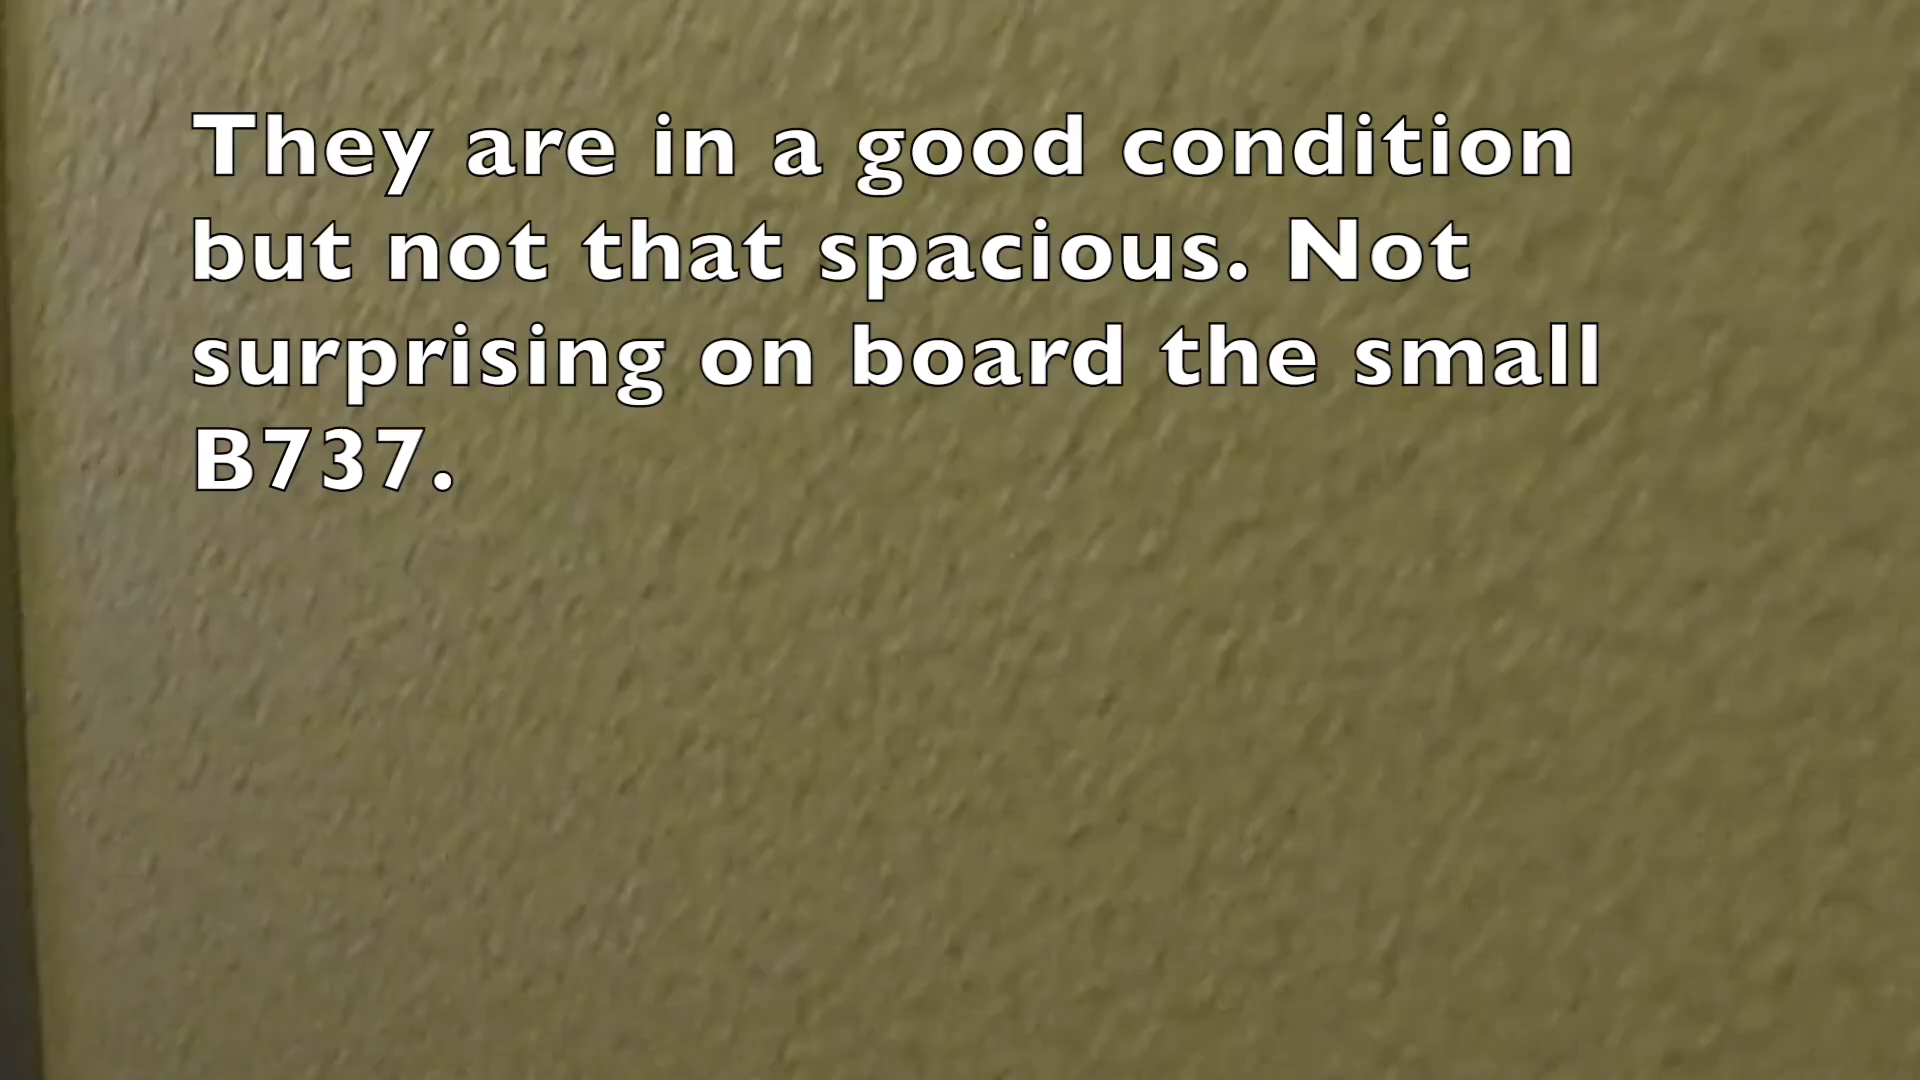 They are in a good condition
but not that spacious. Not
surprising on board the small
B737.